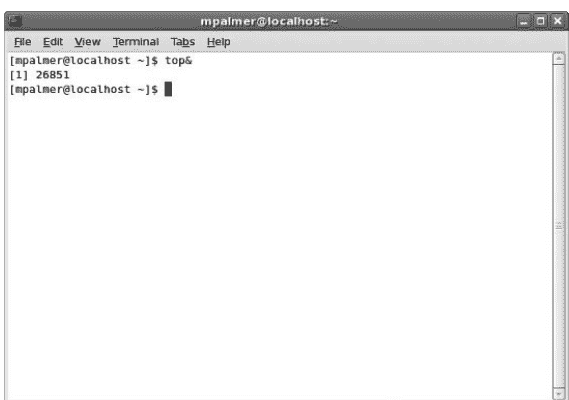 mpalmer@localhost:~
File Edit View Terminal Tabs Help
[mpalmer@localhost ~]$ top&
[1] 26851
[mpalmer@localhost ~]$